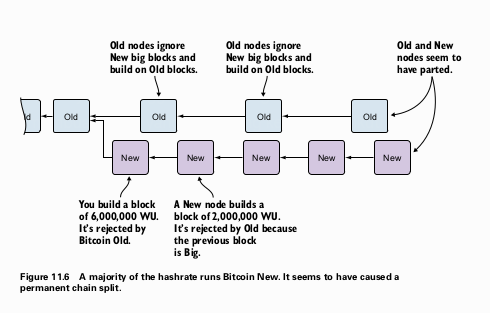 Old nodes ignore
New big blocks and
build on Old blocks.
Old nodes ignore
New big blocks and
build on Old blocks.
Old and New
nodes seem to
have parted.
Old
Old
Old
Old
New
New
New
New
New
You build a block
of 6,000,000 WU.
It's rejected by
Bitcoin Old.
A New node builds a
block of 2,000,000 WU.
It's rejected by Old because
the previous block
is Big.
Figure 11.6 A majority of the hashrate runs Bitcoin New. It seems to have caused a
permanent chain split.